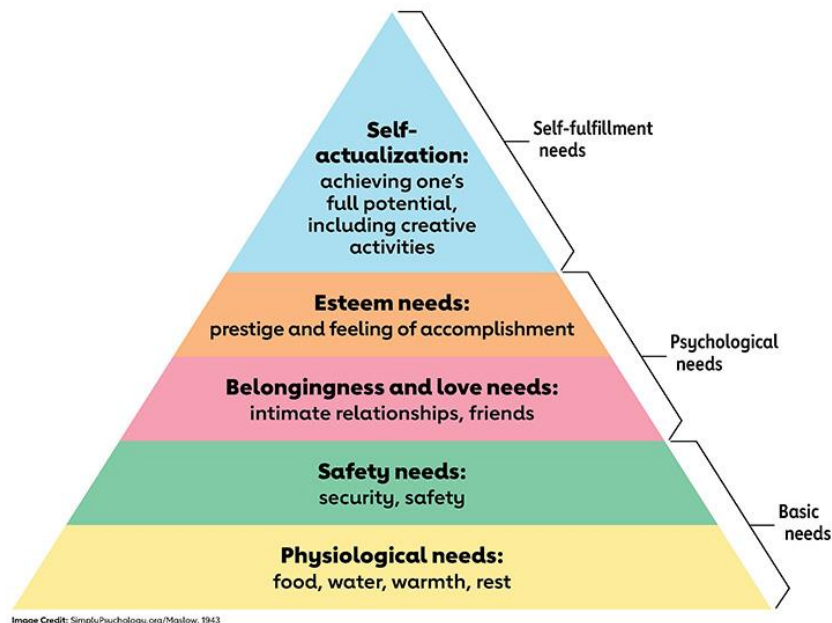 Self-
actualization:
achieving one's
full potential,
including creative
activities
Self-fulfillment
needs
Esteem needs:
prestige and feeling of accomplishment
Psychological
needs
Belongingness and love needs:
intimate relationships, friends
Safety needs:
security, safety
Basic
needs
Physiological needs:
food, water, warmth, rest
Image Credit: SimplyPsychology.org/Maslow, 1943